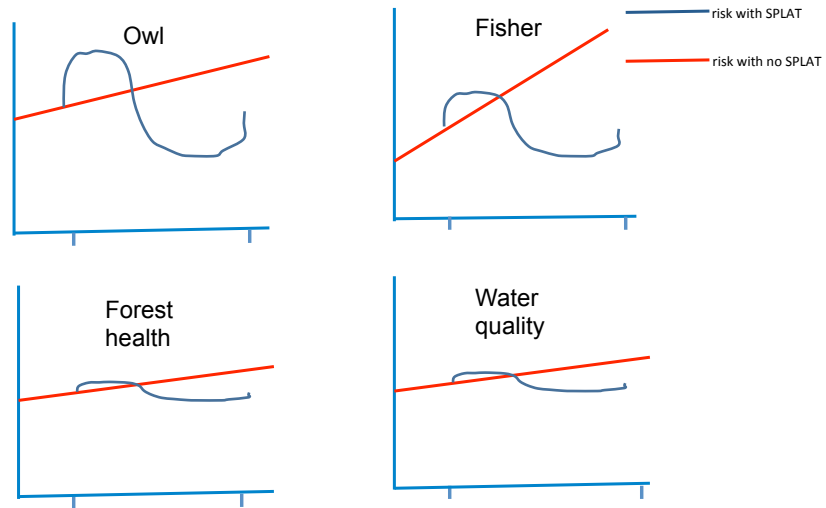 Owl
Fisher
risk with SPLAT
risk with no SPLAT
Forest
health
Water
quality